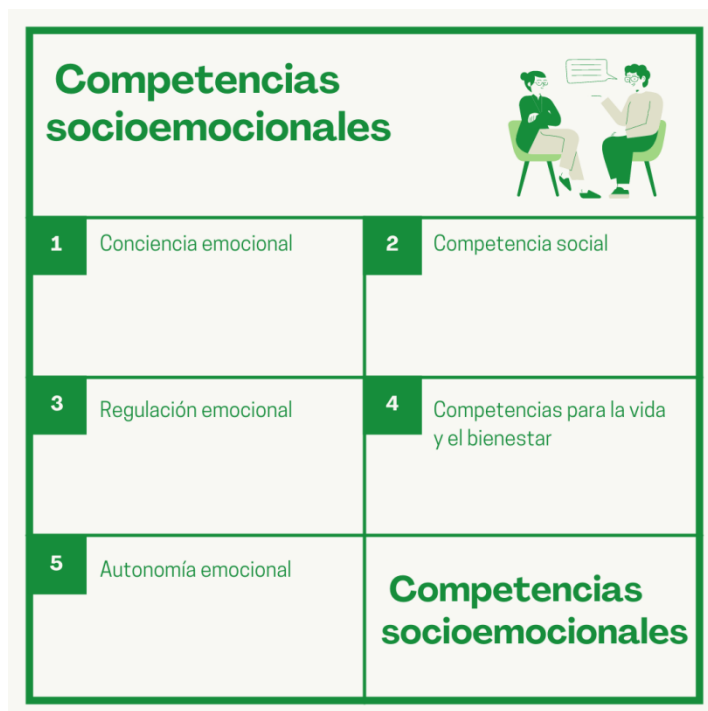 Competencias
socioemocionales
1
Conciencia emocional
2
Competencia social
3
Regulación emocional
4
Competencias para la vida
y el bienestar
5
Autonomía emocional
Competencias
socioemocionales